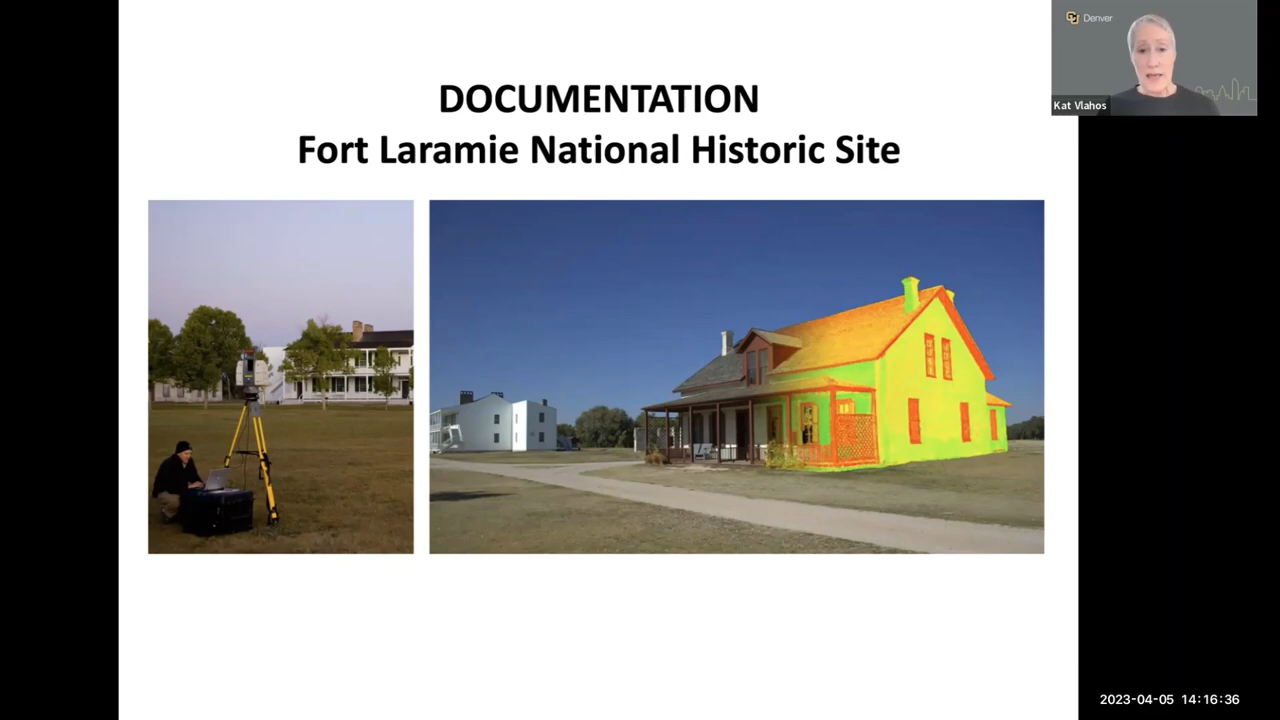 DOCUMENTATION
Fort Laramie National Historic Site
Denver
Kat Vlahos
2023-04-05 14:16:36